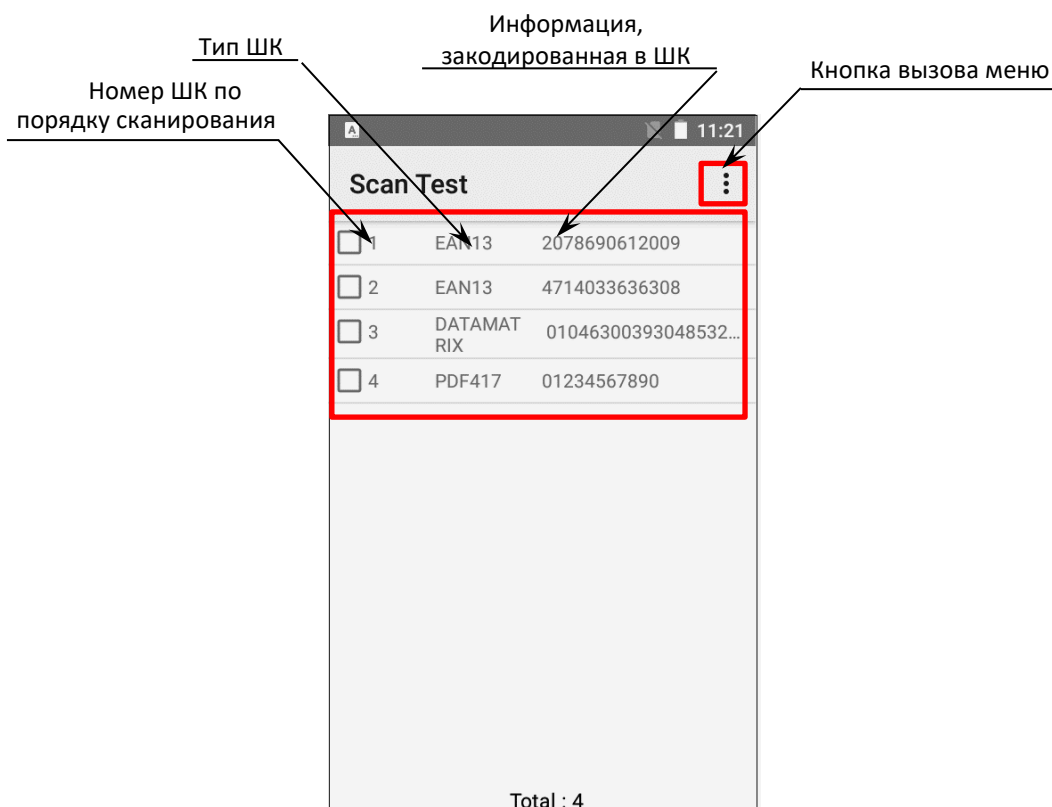 Информация,
закодированная в ШК
Тип ШК
Кнопка вызова меню
Номер ШК по
порядку сканирования
A
11:21
Scan Test
1 EAN13 2078690612009
2 EAN13 4714033636308
3 DATAMAT 01046300393048532...
RIX
4 PDF417 01234567890
Total : 4